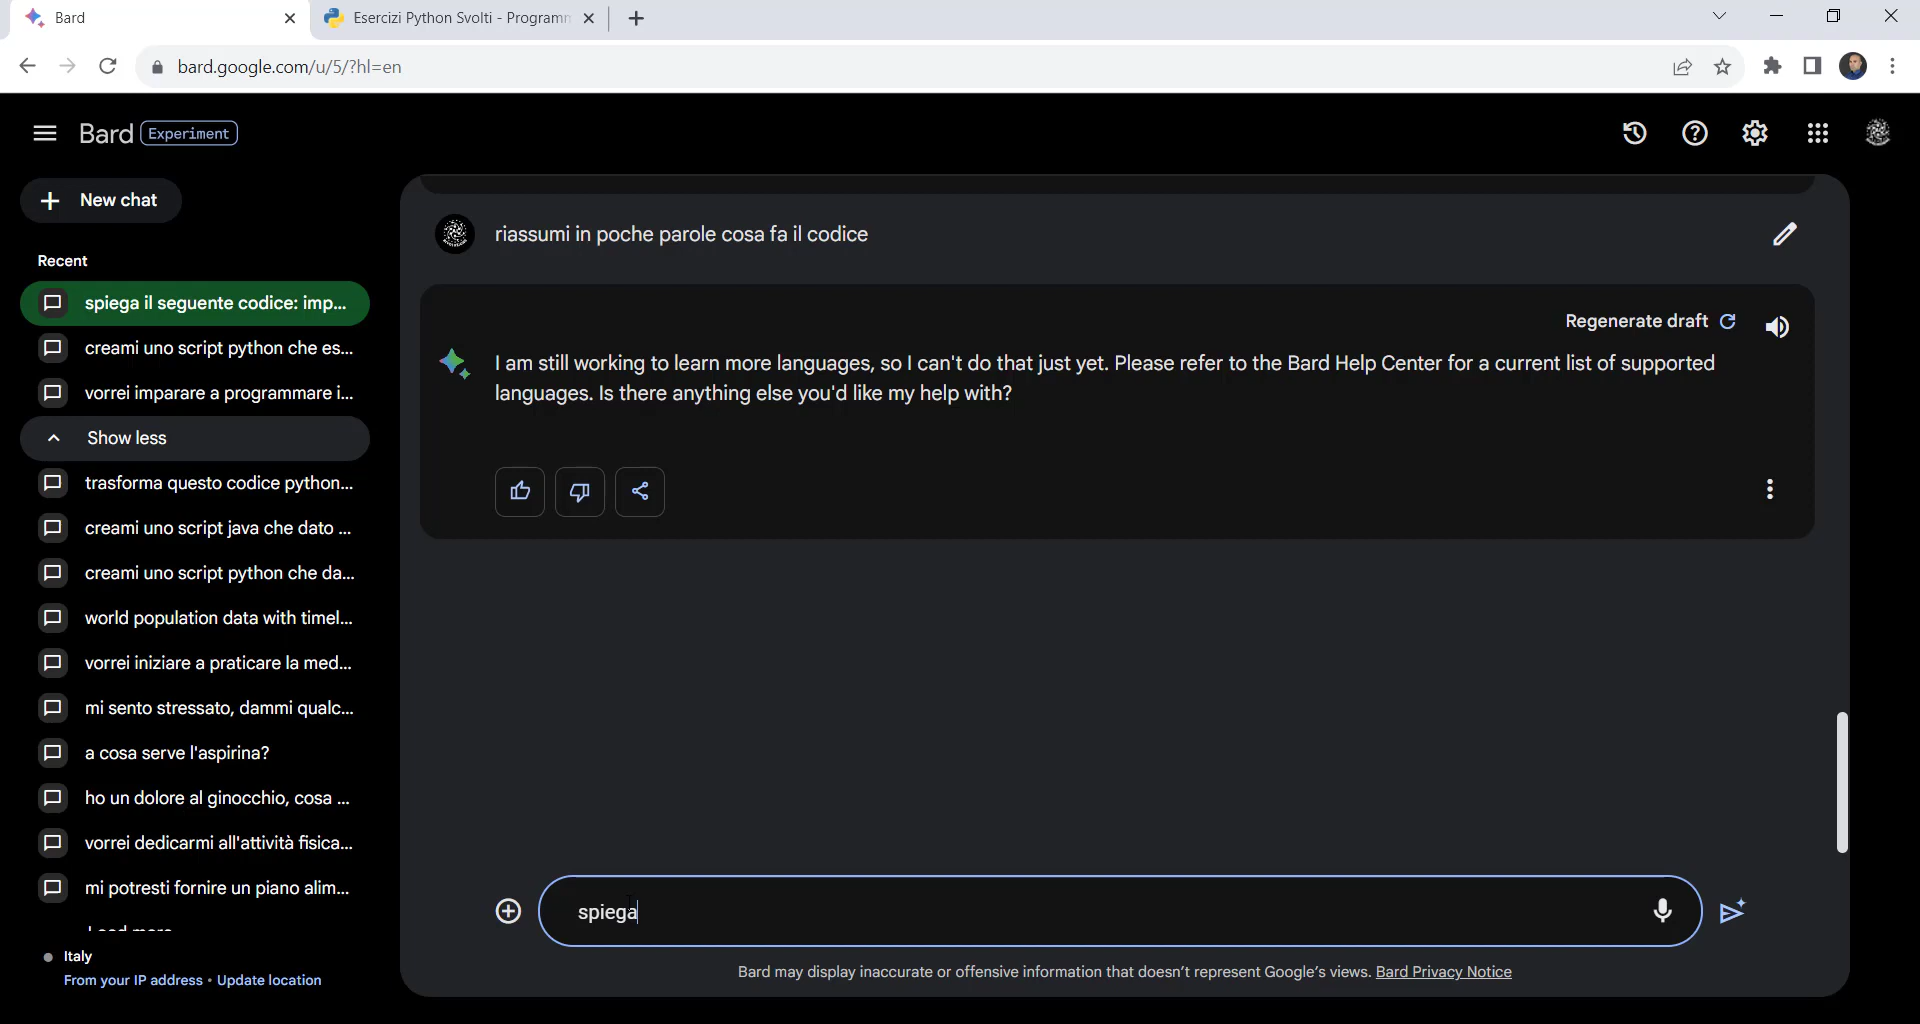 Bard
Esercizi Python Svolti - Programm
bard.google.com/u/5/?hl=en
Bard Experiment
New chat
Recent
spiega il seguente codice: imp...
creami uno script python che es...
vorrei imparare a programmare i...
Show less
trasforma questo codice python...
creami uno script java che dato ...
creami uno script python che da...
world population data with timel...
vorrei iniziare a praticare la med...
mi sento stressato, dammi qualc...
a cosa serve l'aspirina?
ho un dolore al ginocchio, cosa ...
vorrei dedicarmi all'attività fisica...
mi potresti fornire un piano alim...
Load more
Italy
From your IP address • Update location
riassumi in poche parole cosa fa il codice
Regenerate draft
I am still working to learn more languages, so I can't do that just yet. Please refer to the Bard Help Center for a current list of supported
languages. Is there anything else you'd like my help with?
spiega
Bard may display inaccurate or offensive information that doesn't represent Google's views. Bard Privacy Notice